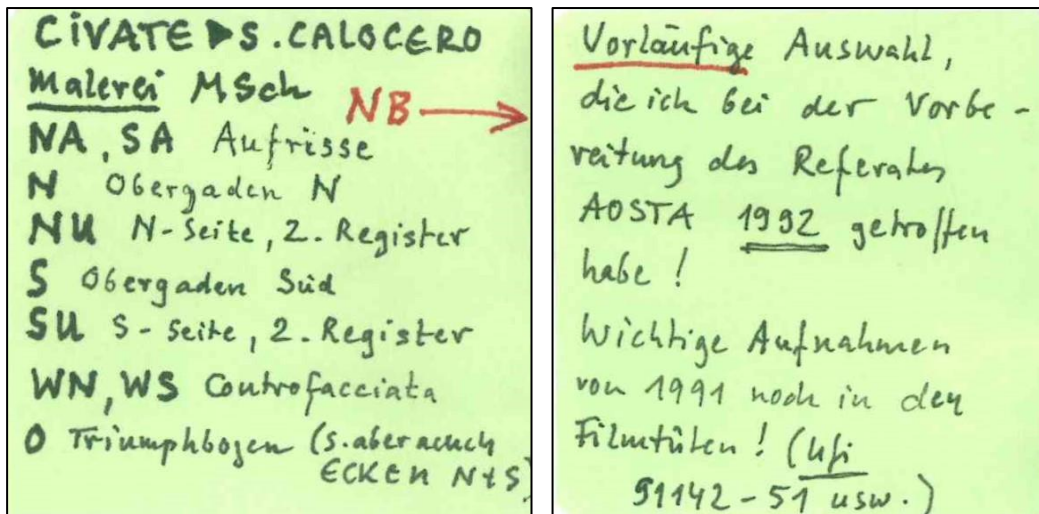 CIVATE ▶ S. CALOCERO
Malerei MSch
NB →
NA, SA Aufrisse
N Obergaden N
NU N-Seite, 2. Register
S Obergaden Süd
SU S-Seite, 2. Register
WN, WS Controfacciata
O Triumphbogen (s. aber auch
ECKEN N+S)
Vorläufige Auswahl,
die ich bei der Vorbe-
reitung des Referates
AOSTA 1992 getroffen
habe!
Wichtige Aufnahmen
von 1991 noch in den
Filmtüten! (
91142-51 usw.)